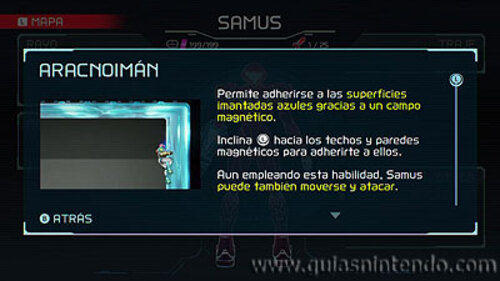 L MAPA
SAMUS
RAYO
199/199
1/25
TRAJE
ARACNOIMÁN
Permite adherirse a las superficies
imantadas azules gracias a un campo
magnético.
Inclina L hacia los techos y paredes
magnéticos para adherirte a ellos.
Aun empleando esta habilidad, Samus
puede también moverse y atacar.
L
B ATRÁS
www.guiasnintendo.com